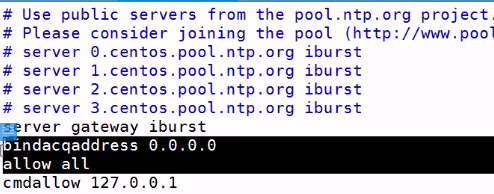 # Use public servers from the pool.ntp.org project.
# Please consider joining the pool (http://www.pool
# server 0.centos.pool.ntp.org iburst
# server 1.centos.pool.ntp.org iburst
# server 2.centos.pool.ntp.org iburst
# server 3.centos.pool.ntp.org iburst
server gateway iburst
bindacqaddress 0.0.0.0
allow all
cmdallow 127.0.0.1